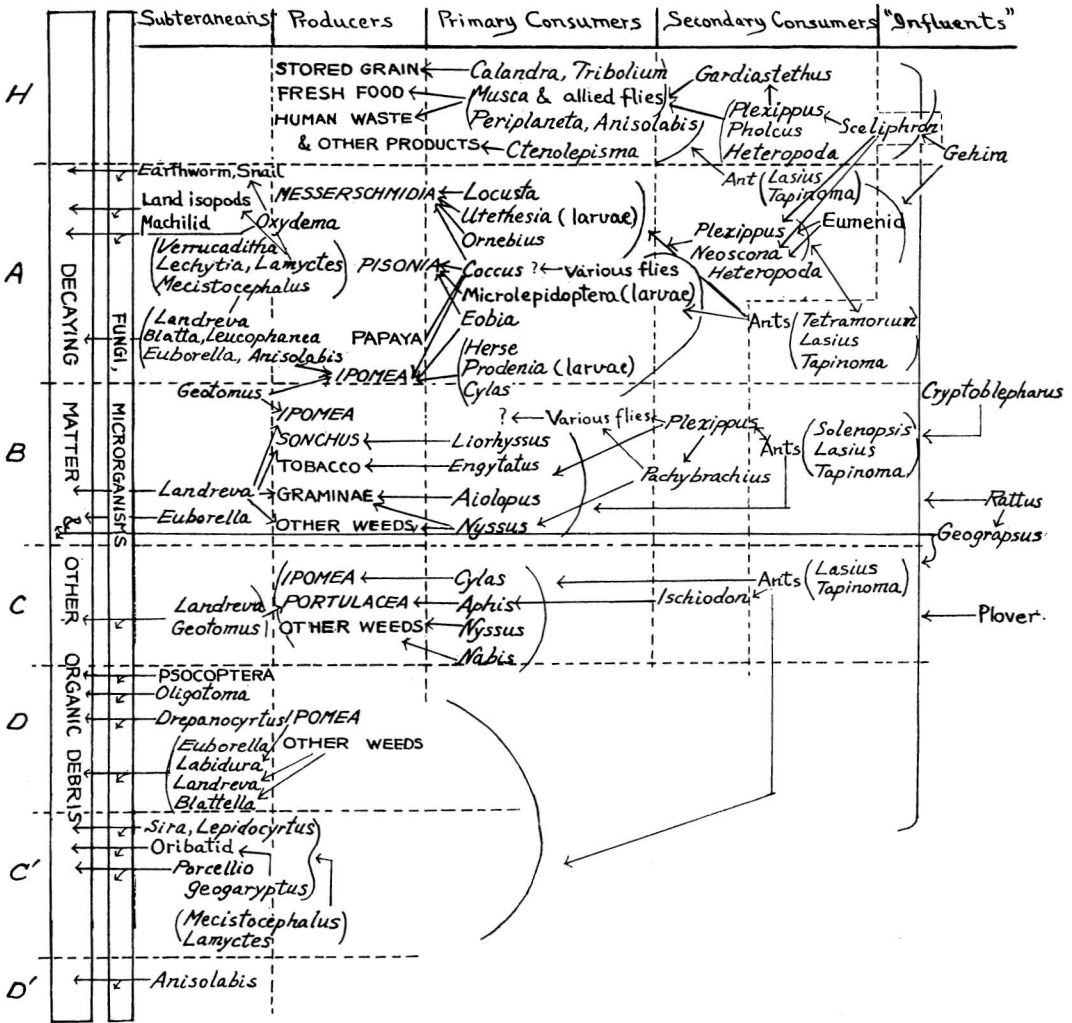 Subteraneans Producers Primary Consumers Secondary Consumers "Influents"
H
STORED GRAIN Calandra, Tribolium Gardiastethus
FRESH FOOD Musca & allied flies Plexippus
HUMAN WASTE Periplaneta, Anisolabis Pholcus Sceliphron
& OTHER PRODUCTS Ctenolepisma Heteropoda Gehira
A
Earthworm, Snail Ant (Lasius
Tapinoma)
Land isopods MESSERSCHMIDIA Locusta
Machilid Oxydema Utethesia (larvae) Plexippus Eumenid
(Verrucaditha Ornebius Neoscona
Lechytia, Lamyctes) PISONIA Coccus ? Various flies Heteropoda
Mecistocephalus Microlepidoptera (larvae)
(Landreva Eobia Ants (Tetramorium
Blatta, Leucophanea PAPAYA (Herse Lasius
Euborella, Anisolabis IPOMEA Prodenia (larvae) Tapinoma)
Cylas
B
Geotomus IPOMEA ? Various flies Plexippus Cryptoblepharus
SONCHUS Liorhyssus Ants (Solenopsis
TOBACCO Engytatus Pachybrachius Lasius
Tapinoma)
Landreva GRAMINAE Aiolopus Rattus
Euborella OTHER WEEDS Nyssus Geograpsus
C
IPOMEA Cylas Ants (Lasius
Tapinoma)
Landreva PORTULACEA Aphis Ischiodon
Geotomus OTHER WEEDS Nyssus Plover.
Nabis
D
PSOCOPTERA
Oligotoma
Drepanocyrtus IPOMEA
(Euborella OTHER WEEDS
Labidura
Landreva
Blattella
C'
Sira, Lepidocyrtus
Oribatid
Porcellio
geogaryptus
(Mecistocephalus)
Lamyctes
D'
Anisolabis
DECAYING MATTER & OTHER ORGANIC DEBRIS
FUNGI, MICRORGANISMS